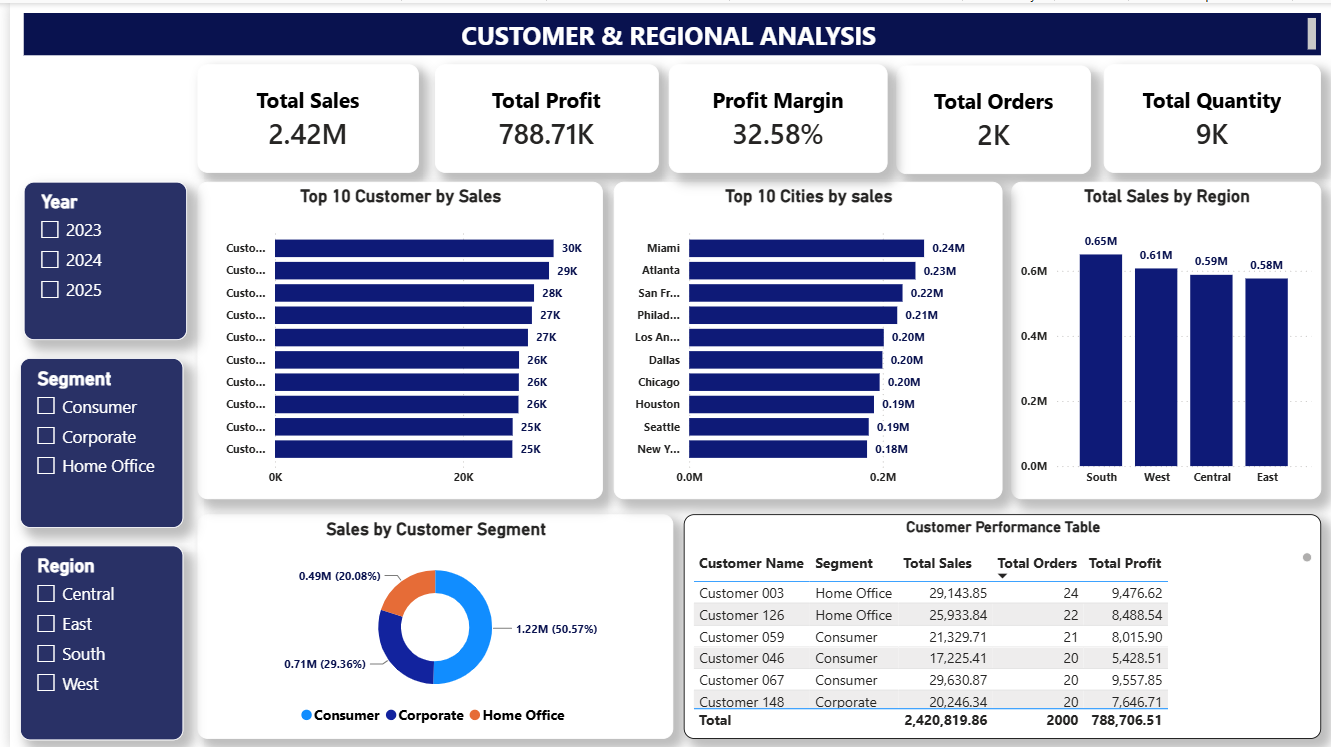 CUSTOMER & REGIONAL ANALYSIS
Total Sales
2.42M
Total Profit
788.71K
Profit Margin
32.58%
Total Orders
2K
Total Quantity
9K
Year
2023
2024
2025
Segment
Consumer
Corporate
Home Office
Region
Central
East
South
West
Top 10 Customer by Sales
Custo... 30K
Custo... 29K
Custo... 28K
Custo... 27K
Custo... 27K
Custo... 26K
Custo... 26K
Custo... 26K
Custo... 25K
Custo... 25K
0K 20K
Top 10 Cities by sales
Miami 0.24M
Atlanta 0.23M
San Fr... 0.22M
Philad... 0.21M
Los An... 0.20M
Dallas 0.20M
Chicago 0.20M
Houston 0.19M
Seattle 0.19M
New Y... 0.18M
0.0M 0.2M
Total Sales by Region
0.65M 0.61M 0.59M 0.58M
0.6M
0.4M
0.2M
0.0M
South West Central East
Sales by Customer Segment
0.49M (20.08%)
1.22M (50.57%)
0.71M (29.36%)
Consumer Corporate Home Office
Customer Performance Table
Customer Name Segment Total Sales Total Orders Total Profit
Customer 003 Home Office 29,143.85 24 9,476.62
Customer 126 Home Office 25,933.84 22 8,488.54
Customer 059 Consumer 21,329.71 21 8,015.90
Customer 046 Consumer 17,225.41 20 5,428.51
Customer 067 Consumer 29,630.87 20 9,557.85
Customer 148 Corporate 20,246.34 20 7,646.71
Total 2,420,819.86 2000 788,706.51